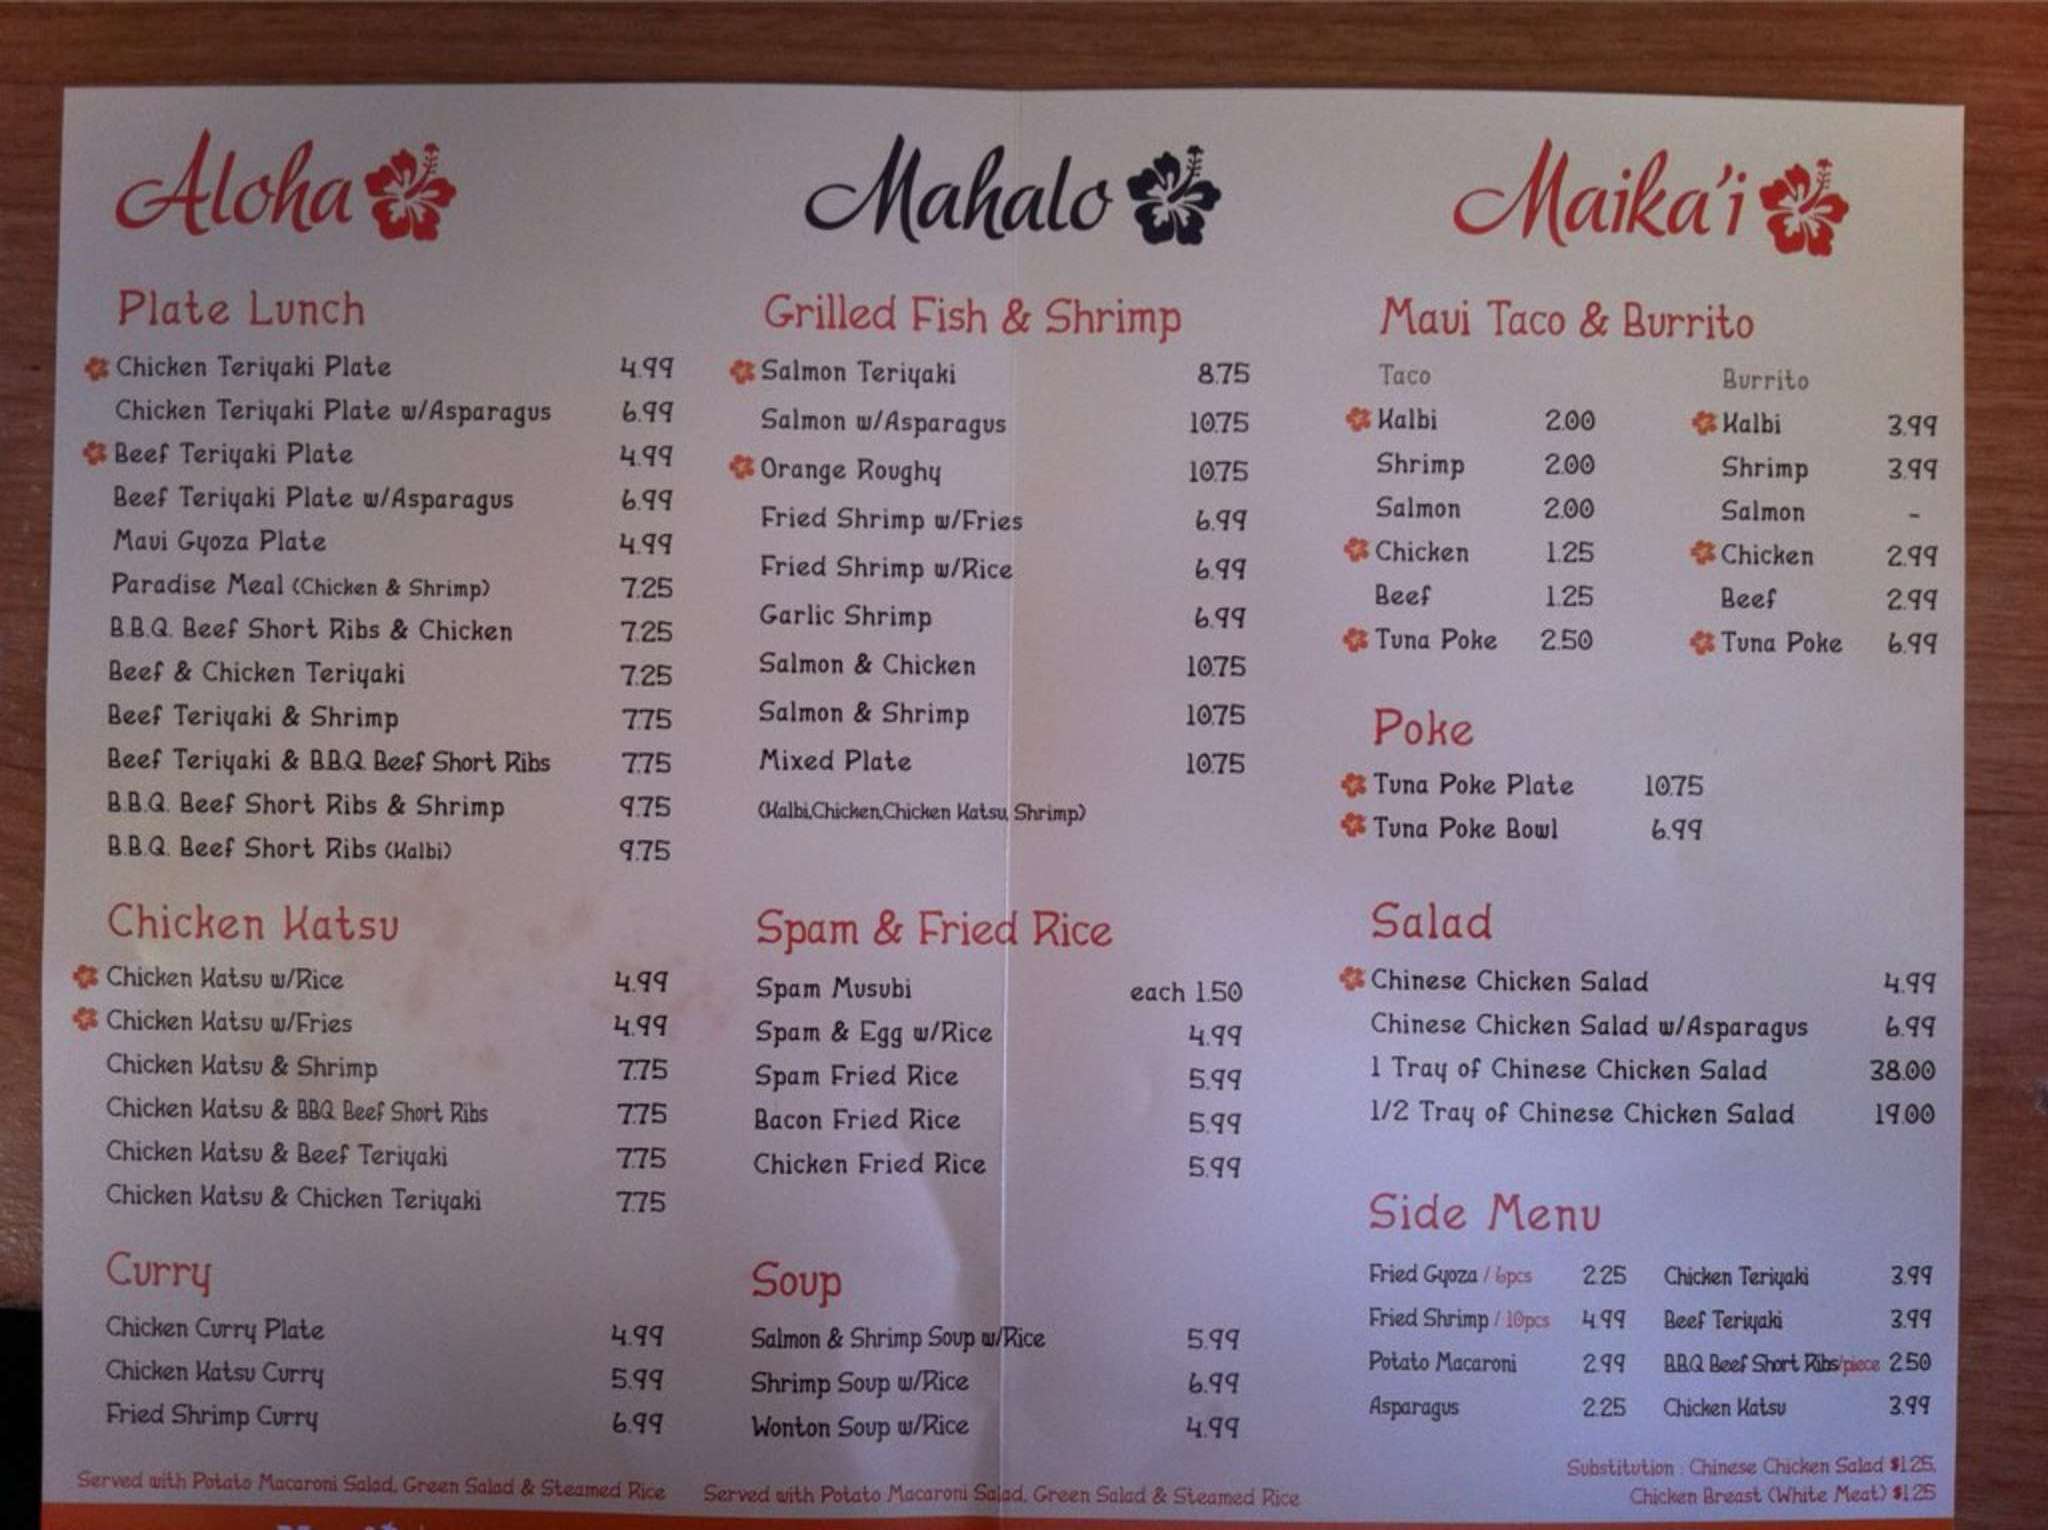 Aloha
Plate Lunch
Chicken Teriyaki Plate 4.99
Chicken Teriyaki Plate w/Asparagus 6.99
Beef Teriyaki Plate 4.99
Beef Teriyaki Plate w/Asparagus 6.99
Maui Gyoza Plate 4.99
Paradise Meal (Chicken & Shrimp) 7.25
B.B.Q. Beef Short Ribs & Chicken 7.25
Beef & Chicken Teriyaki 7.25
Beef Teriyaki & Shrimp 7.75
Beef Teriyaki & B.B.Q. Beef Short Ribs 7.75
B.B.Q. Beef Short Ribs & Shrimp 9.75
B.B.Q. Beef Short Ribs (Kalbi) 9.75
Chicken Katsu
Chicken Katsu w/Rice 4.99
Chicken Katsu w/Fries 4.99
Chicken Katsu & Shrimp 7.75
Chicken Katsu & BBQ Beef Short Ribs 7.75
Chicken Katsu & Beef Teriyaki 7.75
Chicken Katsu & Chicken Teriyaki 7.75
Curry
Chicken Curry Plate 4.99
Chicken Katsu Curry 5.99
Fried Shrimp Curry 6.99
Served with Potato Macaroni Salad, Green Salad & Steamed Rice
Mahalo
Grilled Fish & Shrimp
Salmon Teriyaki 8.75
Salmon w/Asparagus 10.75
Orange Roughy 10.75
Fried Shrimp w/Fries 6.99
Fried Shrimp w/Rice 6.99
Garlic Shrimp 6.99
Salmon & Chicken 10.75
Salmon & Shrimp 10.75
Mixed Plate 10.75
(Kalbi,Chicken,Chicken Katsu, Shrimp)
Spam & Fried Rice
Spam Musubi each 1.50
Spam & Egg w/Rice 4.99
Spam Fried Rice 5.99
Bacon Fried Rice 5.99
Chicken Fried Rice 5.99
Soup
Salmon & Shrimp Soup w/Rice 5.99
Shrimp Soup w/Rice 6.99
Wonton Soup w/Rice 4.99
Served with Potato Macaroni Salad, Green Salad & Steamed Rice
Maika'i
Maui Taco & Burrito
Taco Burrito
Kalbi 2.00 Kalbi 3.99
Shrimp 2.00 Shrimp 3.99
Salmon 2.00 Salmon -
Chicken 1.25 Chicken 2.99
Beef 1.25 Beef 2.99
Tuna Poke 2.50 Tuna Poke 6.99
Poke
Tuna Poke Plate 10.75
Tuna Poke Bowl 6.99
Salad
Chinese Chicken Salad 4.99
Chinese Chicken Salad w/Asparagus 6.99
1 Tray of Chinese Chicken Salad 38.00
1/2 Tray of Chinese Chicken Salad 19.00
Side Menu
Fried Gyoza / 6pcs 2.25 Chicken Teriyaki 3.99
Fried Shrimp / 10pcs 4.99 Beef Teriyaki 3.99
Potato Macaroni 2.99 B.B.Q Beef Short Ribs/piece 2.50
Asparagus 2.25 Chicken Katsu 3.99
Substitution : Chinese Chicken Salad $1.25,
Chicken Breast (White Meat) $1.25